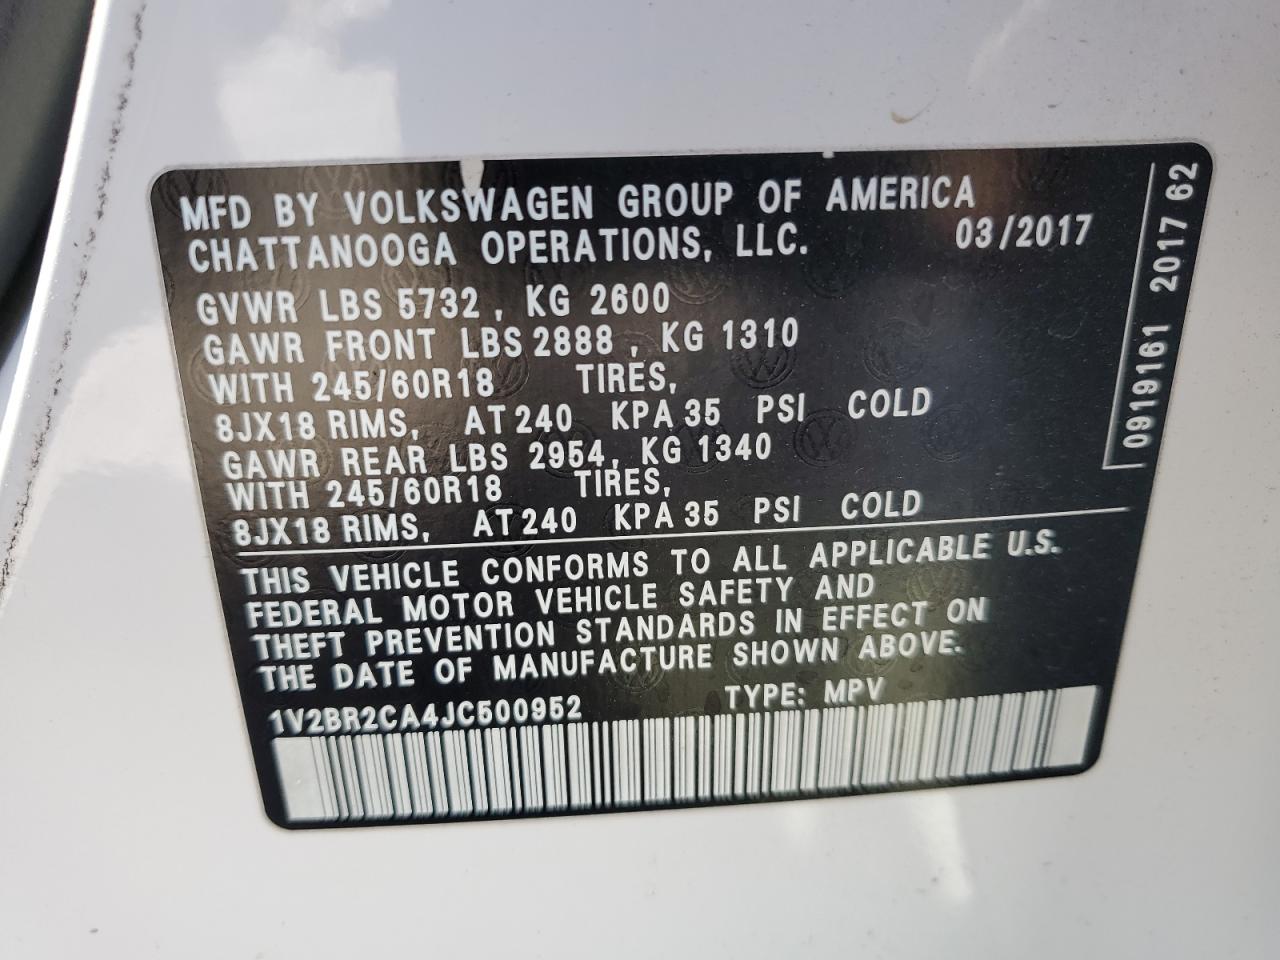 MFD BY VOLKSWAGEN GROUP OF AMERICA
CHATTANOOGA OPERATIONS, LLC. 03/2017
GVWR LBS 5732 , KG 2600
GAWR FRONT LBS 2888 , KG 1310
WITH 245/60R18 TIRES,
8JX18 RIMS, AT 240 KPA 35 PSI COLD
GAWR REAR LBS 2954, KG 1340
WITH 245/60R18 TIRES,
8JX18 RIMS, AT 240 KPA 35 PSI COLD
THIS VEHICLE CONFORMS TO ALL APPLICABLE U.S.
FEDERAL MOTOR VEHICLE SAFETY AND
THEFT PREVENTION STANDARDS IN EFFECT ON
THE DATE OF MANUFACTURE SHOWN ABOVE.
1V2BR2CA4JC500952 TYPE: MPV
0919161 2017 62